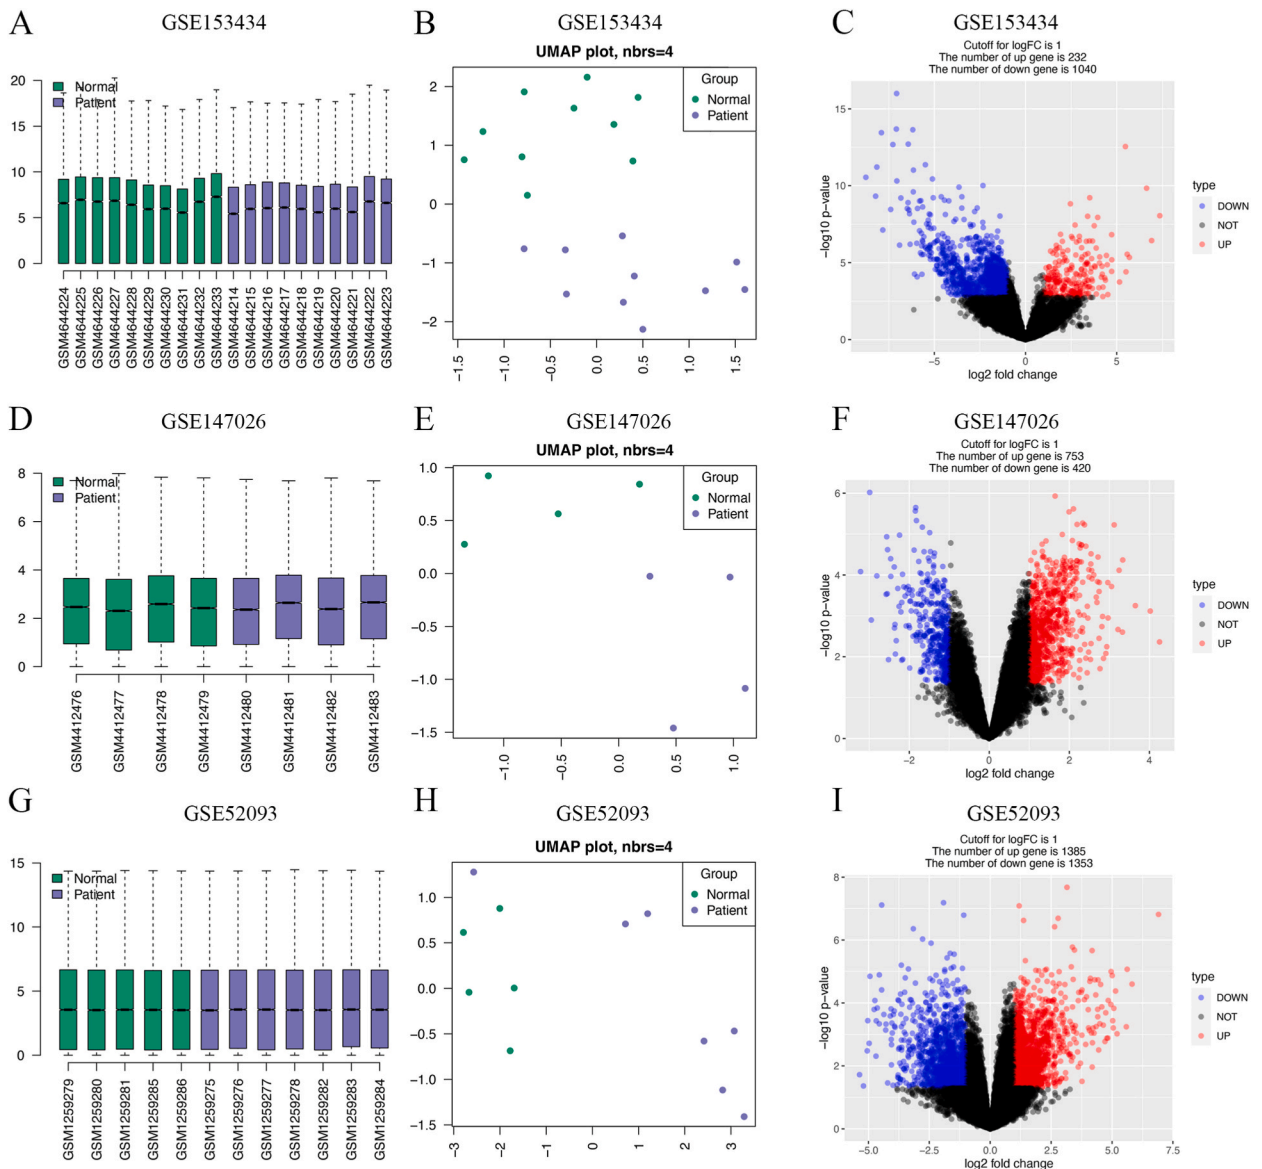 A
GSE153434
20
15
10
5
0
Normal
Patient
GSM4644224
GSM4644225
GSM4644226
GSM4644227
GSM4644228
GSM4644229
GSM4644230
GSM4644231
GSM4644232
GSM4644233
GSM4644214
GSM4644215
GSM4644216
GSM4644217
GSM4644218
GSM4644219
GSM4644220
GSM4644221
GSM4644222
GSM4644223
B
GSE153434
UMAP plot, nbrs=4
Group
Normal
Patient
2
1
0
−1
−2
−1.5
−1.0
−0.5
0.0
0.5
1.0
1.5
C
GSE153434
Cutoff for logFC is 1
The number of up gene is 232
The number of down gene is 1040
−log10 p−value
15
10
5
0
−5
0
5
log2 fold change
type
DOWN
NOT
UP
D
GSE147026
8
6
4
2
0
Normal
Patient
GSM4412476
GSM4412477
GSM4412478
GSM4412479
GSM4412480
GSM4412481
GSM4412482
GSM4412483
E
GSE147026
UMAP plot, nbrs=4
Group
Normal
Patient
1.0
0.5
0.0
−0.5
−1.0
−1.5
−1.0
−0.5
0.0
0.5
1.0
F
GSE147026
Cutoff for logFC is 1
The number of up gene is 753
The number of down gene is 420
−log10 p−value
6
4
2
0
−2
0
2
4
log2 fold change
type
DOWN
NOT
UP
G
GSE52093
15
10
5
0
Normal
Patient
GSM1259279
GSM1259280
GSM1259281
GSM1259285
GSM1259286
GSM1259275
GSM1259276
GSM1259277
GSM1259278
GSM1259282
GSM1259283
GSM1259284
H
GSE52093
UMAP plot, nbrs=4
Group
Normal
Patient
1.0
0.5
0.0
−0.5
−1.0
−1.5
−3
−2
−1
0
1
2
3
I
GSE52093
Cutoff for logFC is 1
The number of up gene is 1385
The number of down gene is 1353
−log10 p−value
8
6
4
2
0
−5.0
−2.5
0.0
2.5
5.0
7.5
log2 fold change
type
DOWN
NOT
UP